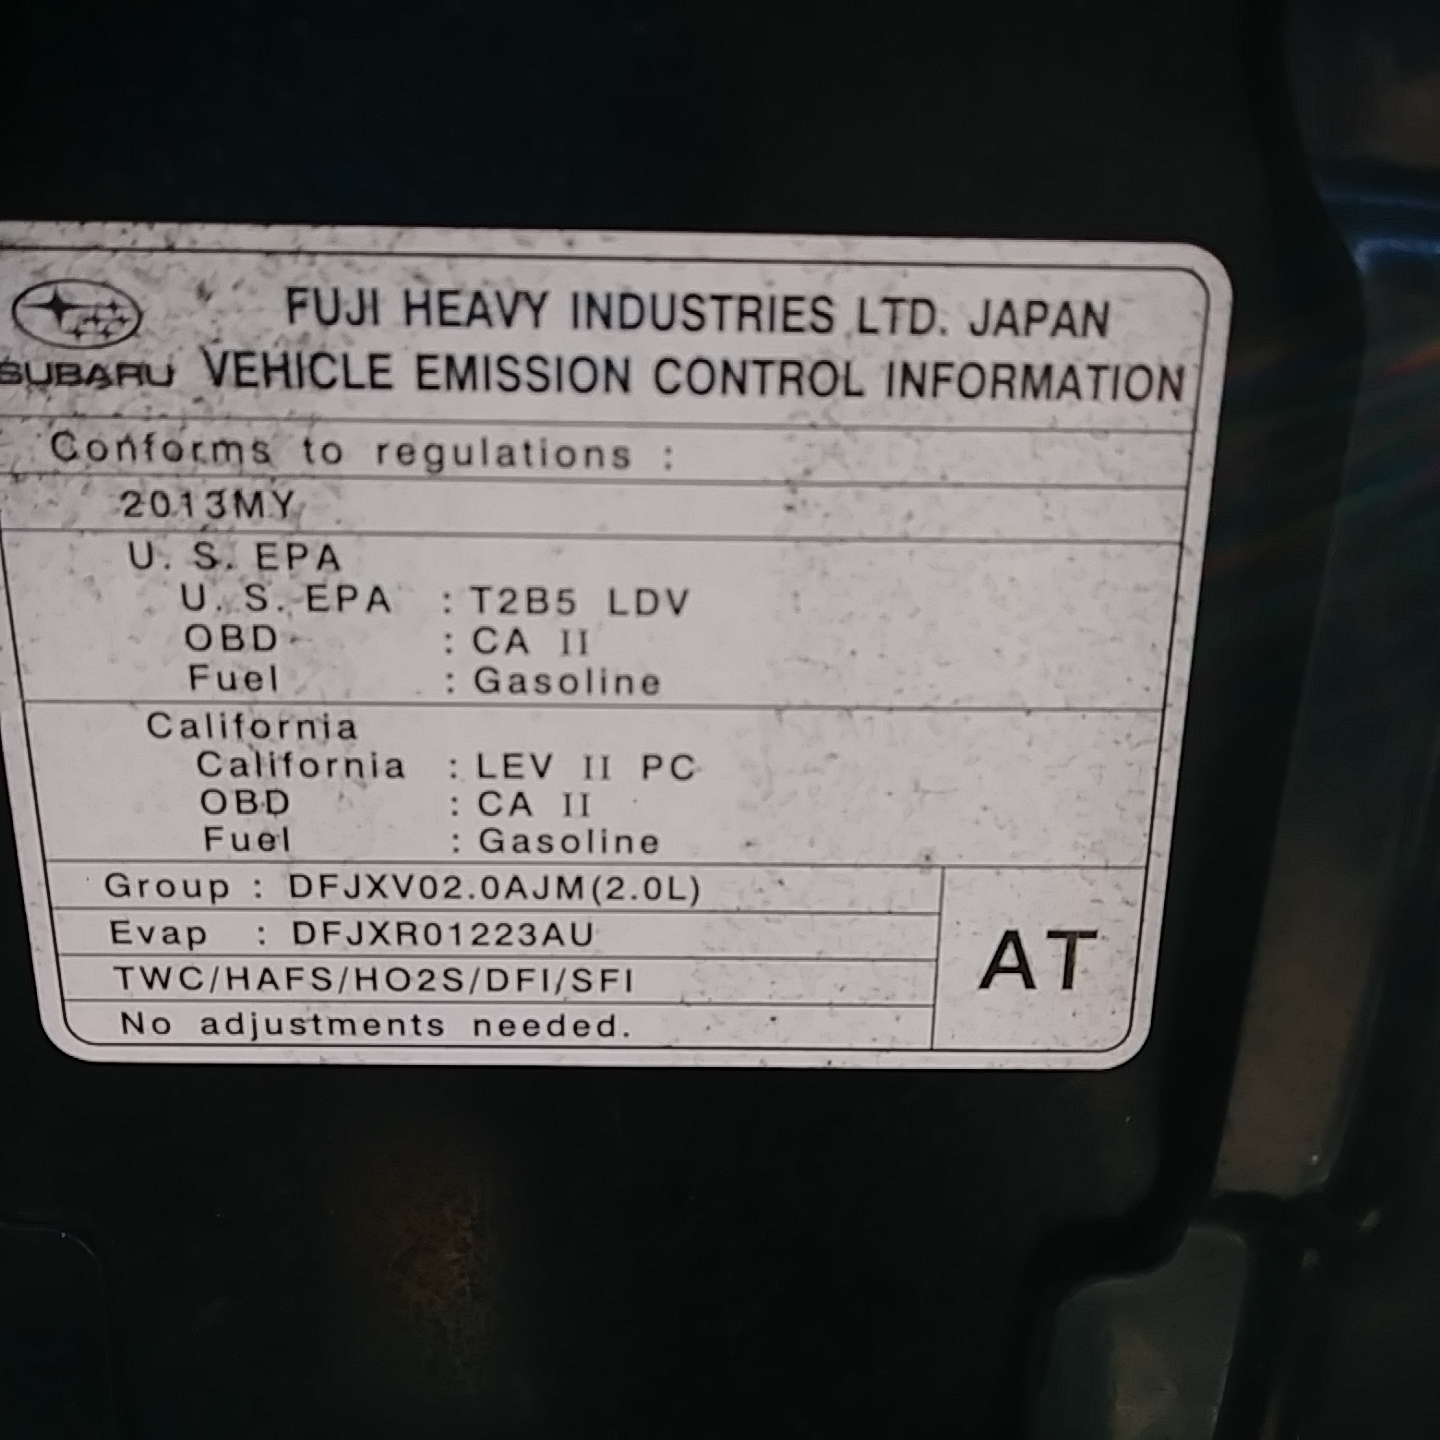 FUJI HEAVY INDUSTRIES LTD. JAPAN
SUBARU VEHICLE EMISSION CONTROL INFORMATION
Conforms to regulations :
2013MY
U. S. EPA
U. S. EPA : T2B5 LDV
OBD : CA II
Fuel : Gasoline
California
California : LEV II PC
OBD : CA II
Fuel : Gasoline
Group : DFJXV02.0AJM(2.0L)
Evap : DFJXR01223AU
TWC/HAFS/HO2S/DFI/SFI
No adjustments needed.
AT